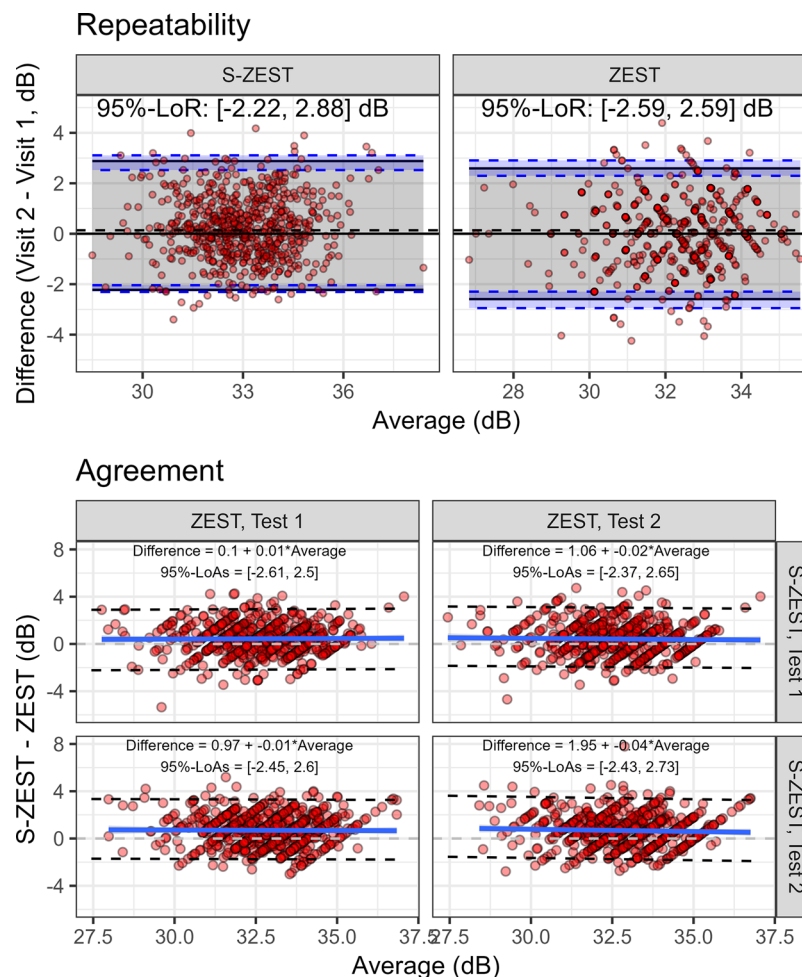 Repeatability
S-ZEST
ZEST
95%-LoR: [-2.22, 2.88] dB
95%-LoR: [-2.59, 2.59] dB
Difference (Visit 2 - Visit 1, dB)
4
2
0
-2
-4
30
33
36
28
30
32
34
Average (dB)
Agreement
ZEST, Test 1
ZEST, Test 2
Difference = 0.1 + 0.01*Average
95%-LoAs = [-2.61, 2.5]
Difference = 1.06 + -0.02*Average
95%-LoAs = [-2.37, 2.65]
S-ZEST, Test 1
8
4
0
-4
S-ZEST - ZEST (dB)
Difference = 0.97 + -0.01*Average
95%-LoAs = [-2.45, 2.6]
Difference = 1.95 + -0.04*Average
95%-LoAs = [-2.43, 2.73]
S-ZEST, Test 2
8
4
0
-4
27.5
30.0
32.5
35.0
37.5
27.5
30.0
32.5
35.0
37.5
Average (dB)